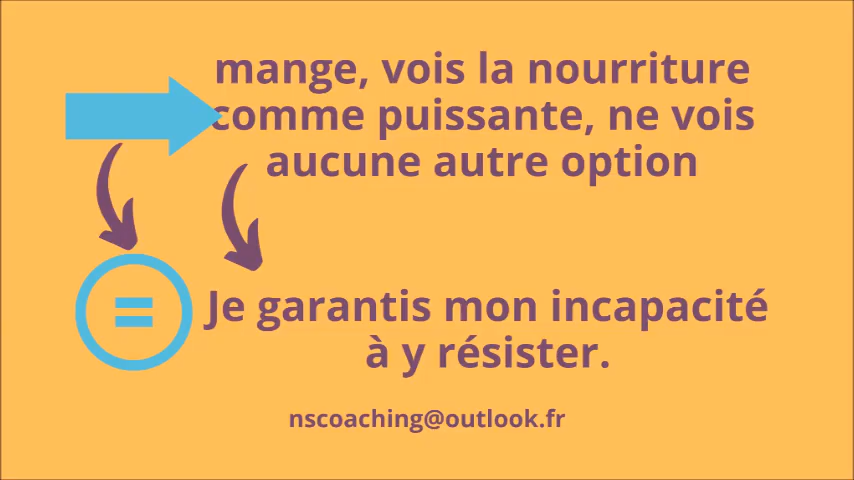 mange, vois la nourriture
comme puissante, ne vois
aucune autre option
=
Je garantis mon incapacité
à y résister.
nscoaching@outlook.fr